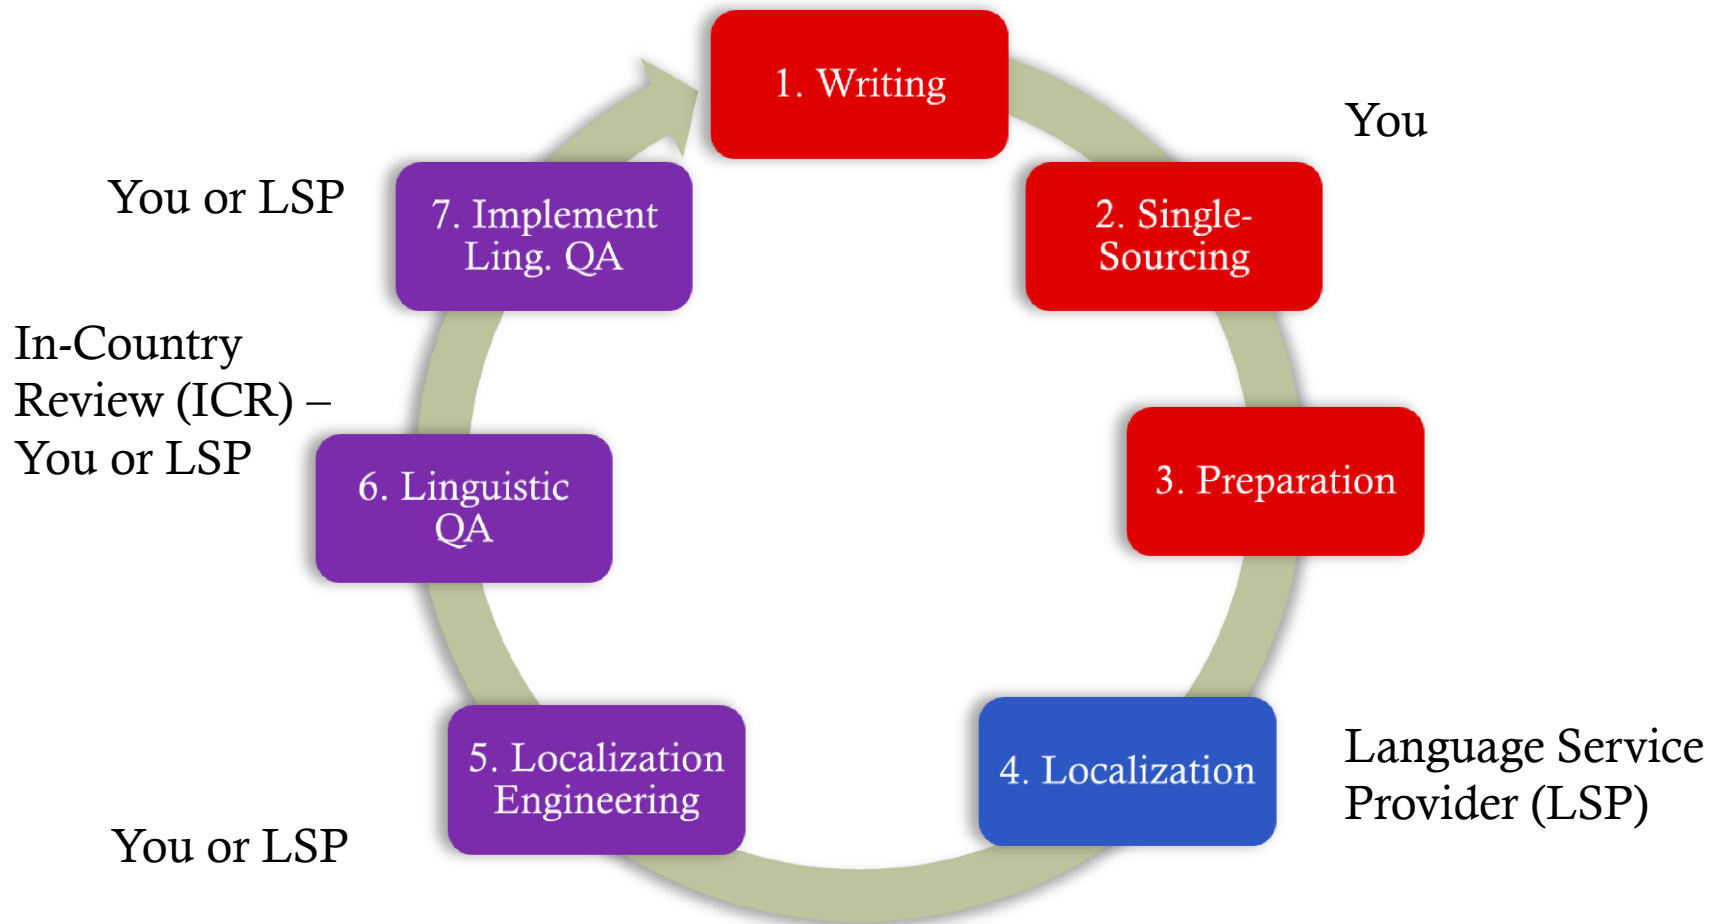 1. Writing
You
2. Single-
Sourcing
3. Preparation
Language Service
Provider (LSP)
4. Localization
5. Localization
Engineering
You or LSP
6. Linguistic
QA
In-Country
Review (ICR) –
You or LSP
7. Implement
Ling. QA
You or LSP